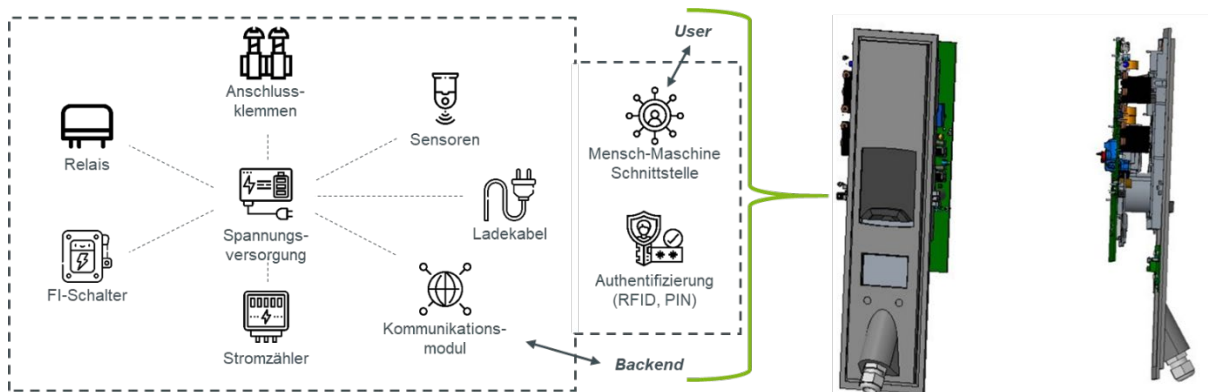 Anschluss-
klemmen
Relais
Sensoren
Spannungs-
versorgung
Ladekabel
FI-Schalter
Stromzähler
Kommunikations-
modul
User
Mensch-Maschine
Schnittstelle
Authentifizierung
(RFID, PIN)
Backend